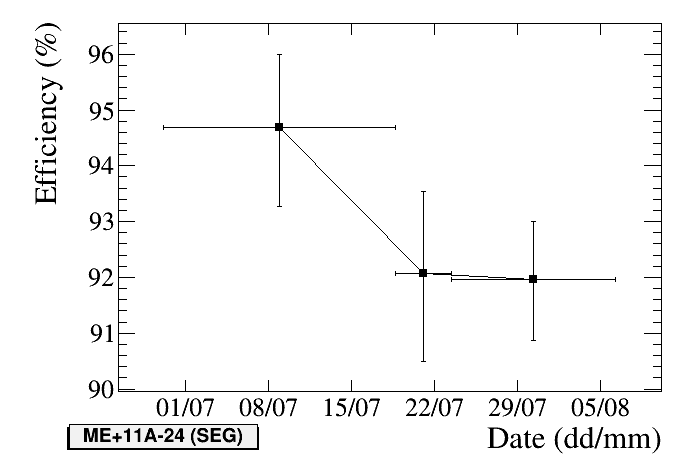 Efficiency (%)
96
95
94
93
92
91
90
01/07 08/07 15/07 22/07 29/07 05/08
ME+11A-24 (SEG)
Date (dd/mm)